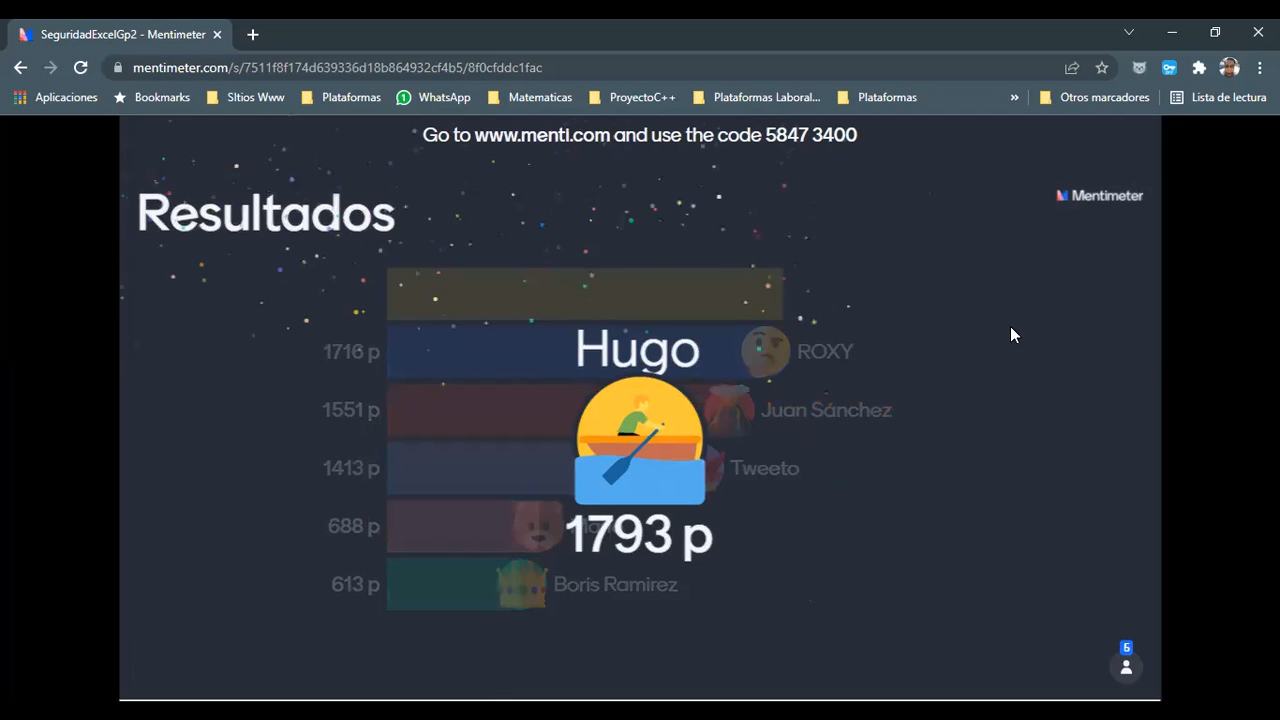 SeguridadExcelGp2 - Mentimeter
mentimeter.com/s/7511f8f174d639336d18b864932cf4b5/8f0cfddc1fac
Aplicaciones Bookmarks SItios Www Plataformas WhatsApp Matematicas ProyectoC++ Plataformas Laboral... Plataformas » Otros marcadores Lista de lectura
Go to www.menti.com and use the code 5847 3400
Resultados
Mentimeter
Hugo
1793 p
1716 p ROXY
1551 p Juan Sánchez
1413 p Tweeto
688 p
613 p Boris Ramirez
5